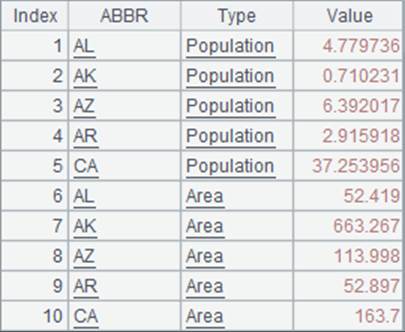 Index ABBR Type Value
1 AL Population 4.779736
2 AK Population 0.710231
3 AZ Population 6.392017
4 AR Population 2.915918
5 CA Population 37.253956
6 AL Area 52.419
7 AK Area 663.267
8 AZ Area 113.998
9 AR Area 52.897
10 CA Area 163.7